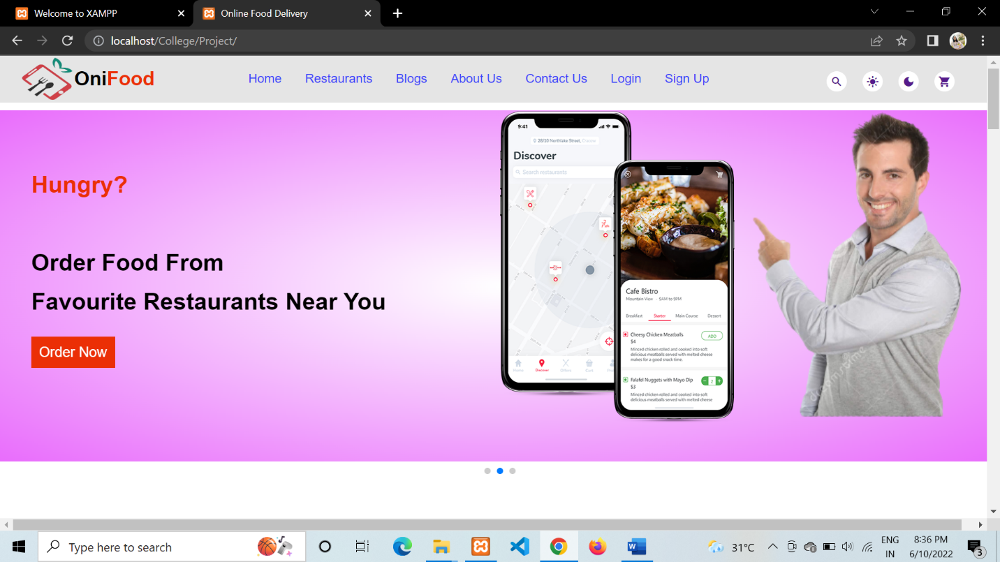 Welcome to XAMPP
Online Food Delivery
localhost/College/Project/
OniFood
Home Restaurants Blogs About Us Contact Us Login Sign Up
Hungry?
Order Food From
Favourite Restaurants Near You
Order Now
9:41
28/10 Northlake Street, Cracow
Discover
Search restaurants
Home Discover Offers Cart
Cafe Bistro
Mountain View · 9AM to 9PM
Breakfast Starter Main Course Dessert
Cheesy Chicken Meatballs
ADD
$4
Minced chicken rolled and cooked into soft
delicious meatballs served with melted cheese
makes for a good snack time.
Falafel Nuggets with Mayo Dip
- 2 +
$3
Minced chicken rolled and cooked into soft
delicious meatballs served with melted cheese
Type here to search
31°C
ENG
IN
8:36 PM
6/10/2022
3